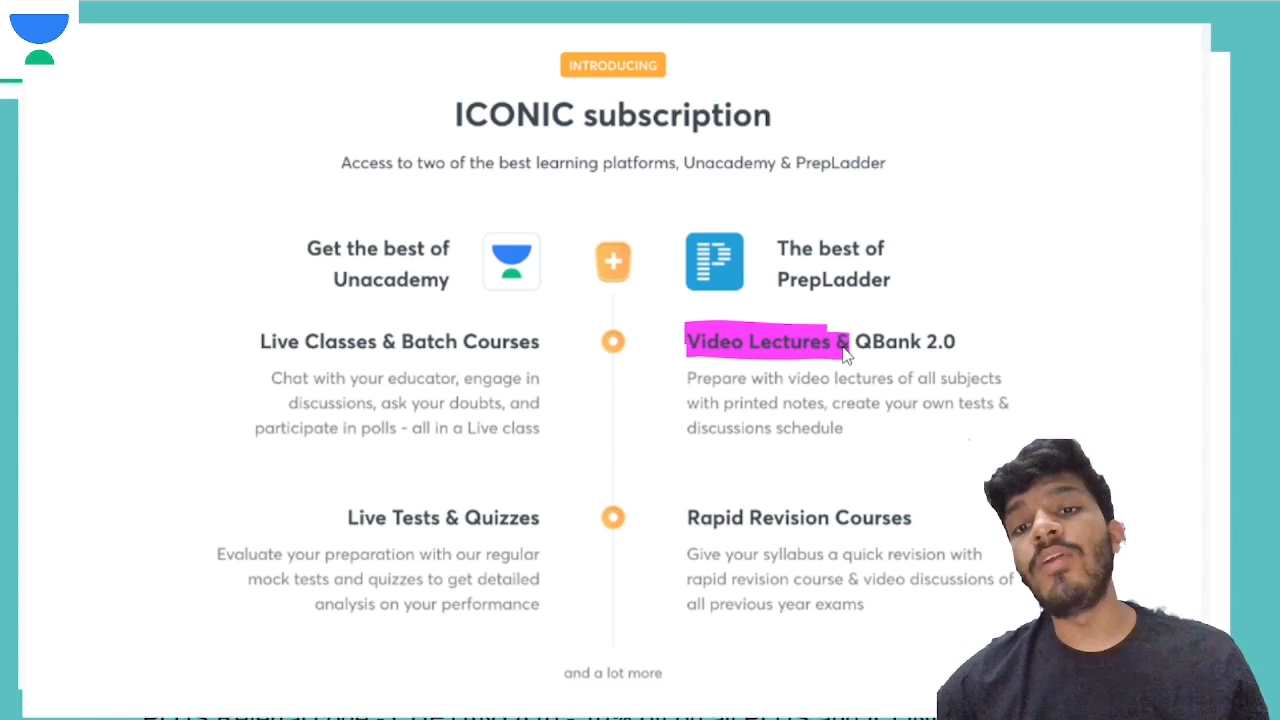 INTRODUCING
ICONIC subscription
Access to two of the best learning platforms, Unacademy & PrepLadder
Get the best of
Unacademy
The best of
PrepLadder
Live Classes & Batch Courses
Chat with your educator, engage in
discussions, ask your doubts, and
participate in polls - all in a Live class
Video Lectures & QBank 2.0
Prepare with video lectures of all subjects
with printed notes, create your own tests &
discussions schedule
Live Tests & Quizzes
Evaluate your preparation with our regular
mock tests and quizzes to get detailed
analysis on your performance
Rapid Revision Courses
Give your syllabus a quick revision with
rapid revision course & video discussions of
all previous year exams
and a lot more